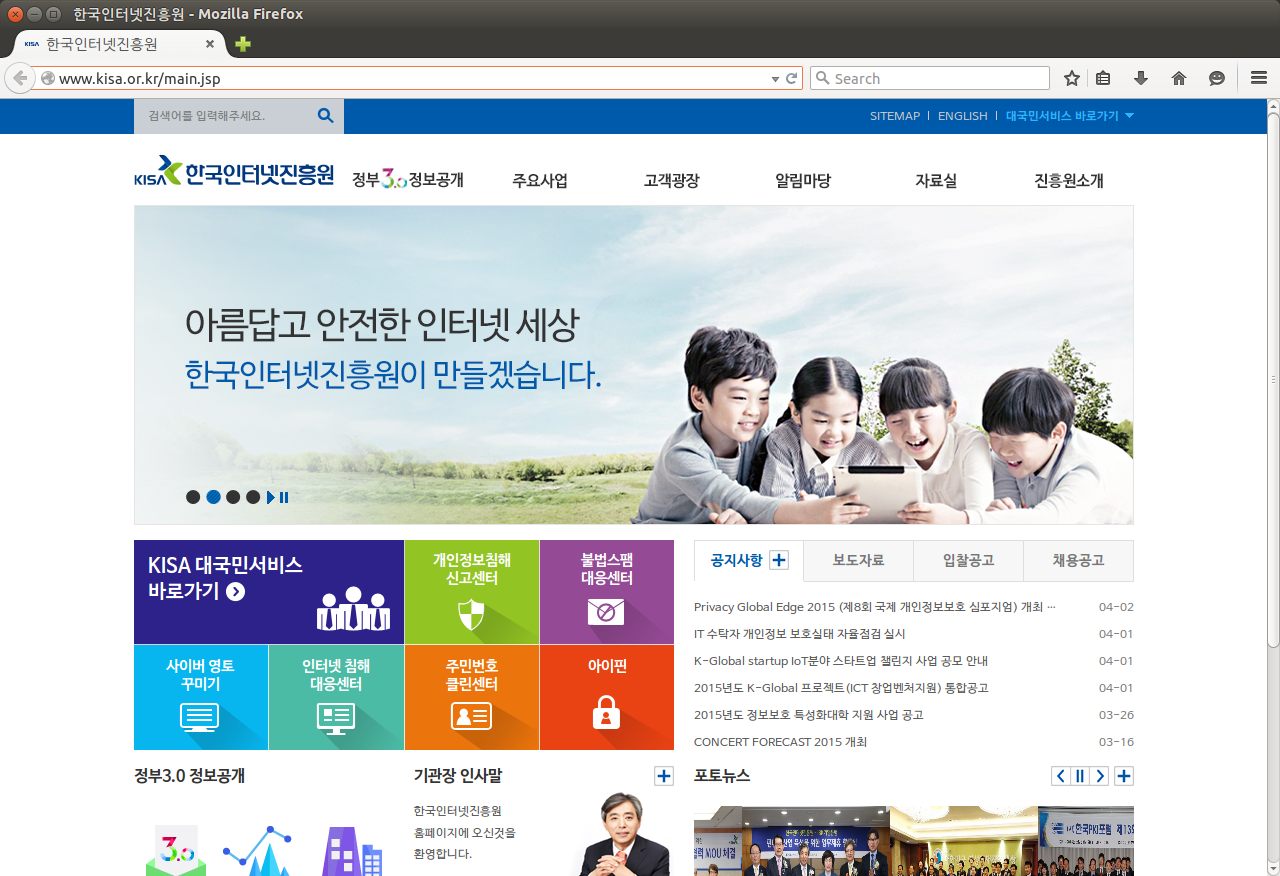 한국인터넷진흥원 - Mozilla Firefox
KISA 한국인터넷진흥원
www.kisa.or.kr/main.jsp
Search
검색어를 입력해주세요.
SITEMAP | ENGLISH | 대국민서비스 바로가기
KISA 한국인터넷진흥원
정부3.0정보공개
주요사업
고객광장
알림마당
자료실
진흥원소개
아름답고 안전한 인터넷 세상
한국인터넷진흥원이 만들겠습니다.
KISA 대국민서비스
바로가기
개인정보침해
신고센터
불법스팸
대응센터
사이버 영토
꾸미기
인터넷 침해
대응센터
주민번호
클린센터
아이핀
공지사항
보도자료
입찰공고
채용공고
Privacy Global Edge 2015 (제8회 국제 개인정보보호 심포지엄) 개최 ... 04-02
IT 수탁자 개인정보 보호실태 자율점검 실시 04-01
K-Global startup IoT분야 스타트업 챌린지 사업 공모 안내 04-01
2015년도 K-Global 프로젝트(ICT 창업벤처지원) 통합공고 04-01
2015년도 정보보호 특성화대학 지원 사업 공고 03-26
CONCERT FORECAST 2015 개최 03-16
정부3.0 정보공개
3.0
기관장 인사말
한국인터넷진흥원
홈페이지에 오신것을
환영합니다.
포토뉴스
한국PKI포럼 제13